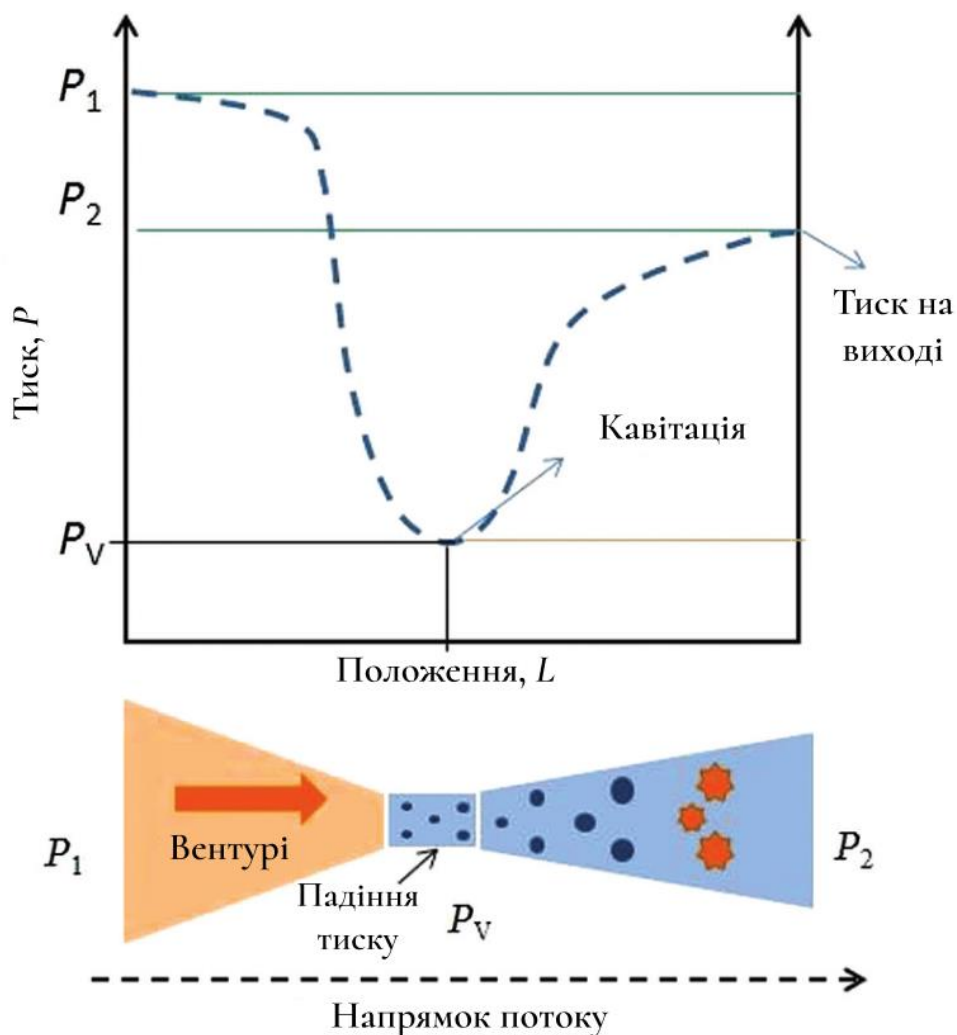 P₁
P₂
Тиск, P
Тиск на
виході
Кавітація
Pᵥ
Положення, L
Вентурі
P₁
P₂
Падіння
тиску
Pᵥ
Напрямок потоку